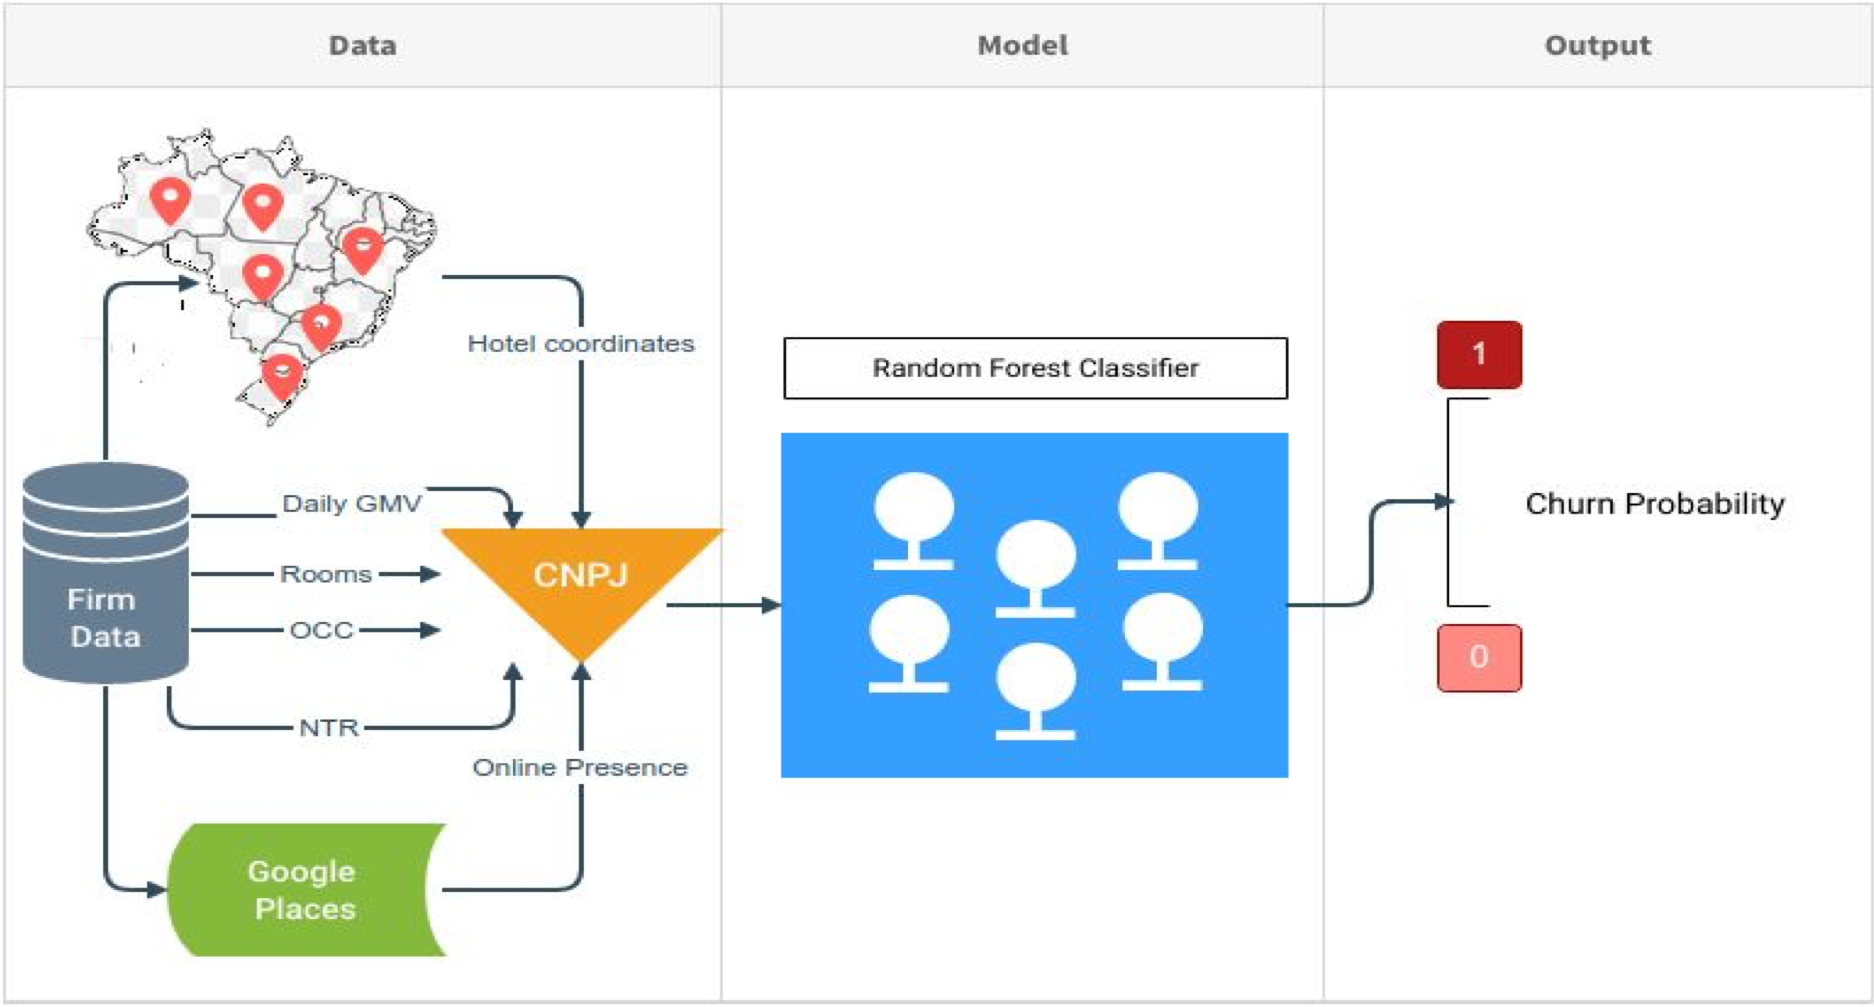 Data
Model
Output
Hotel coordinates
Random Forest Classifier
1
Daily GMV
Churn Probability
CNPJ
Rooms
Firm
Data
OCC
0
NTR
Online Presence
Google
Places